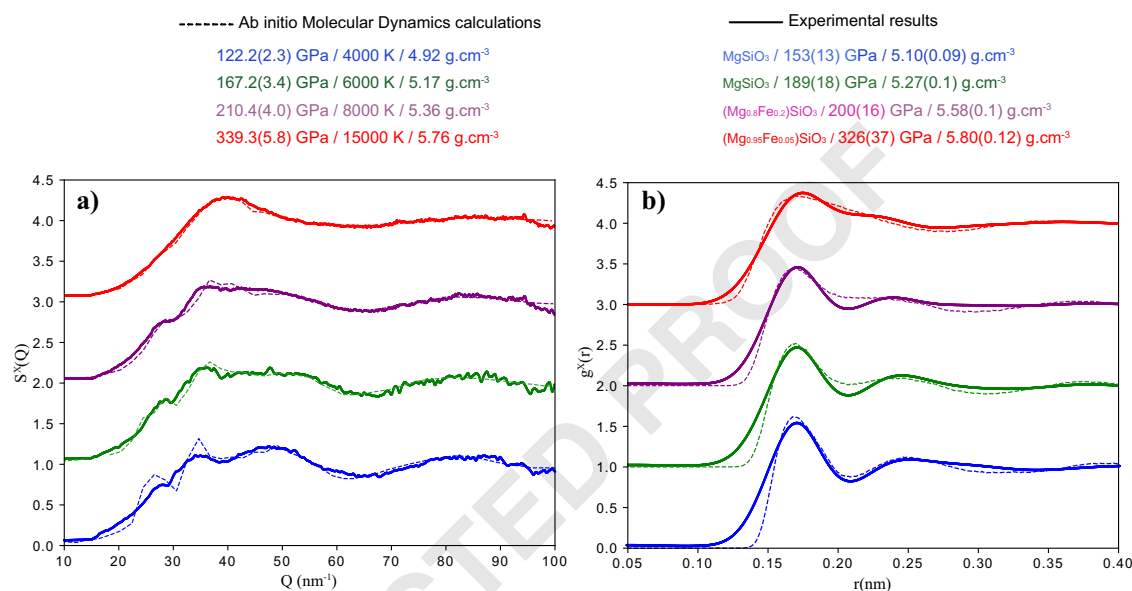 Ab initio Molecular Dynamics calculations
122.2(2.3) GPa / 4000 K / 4.92 g.cm-3
167.2(3.4) GPa / 6000 K / 5.17 g.cm-3
210.4(4.0) GPa / 8000 K / 5.36 g.cm-3
339.3(5.8) GPa / 15000 K / 5.76 g.cm-3
Experimental results
MgSiO3 / 153(13) GPa / 5.10(0.09) g.cm-3
MgSiO3 / 189(18) GPa / 5.27(0.1) g.cm-3
(Mg0.8Fe0.2)SiO3 / 200(16) GPa / 5.58(0.1) g.cm-3
(Mg0.95Fe0.05)SiO3 / 326(37) GPa / 5.80(0.12) g.cm-3
a)
SX(Q)
4.5
4.0
3.5
3.0
2.5
2.0
1.5
1.0
0.5
0.0
10 20 30 40 50 60 70 80 90 100
Q (nm-1)
b)
gX(r)
4.5
4.0
3.5
3.0
2.5
2.0
1.5
1.0
0.5
0.0
0.05 0.10 0.15 0.20 0.25 0.30 0.35 0.40
r(nm)
CTED PROOF